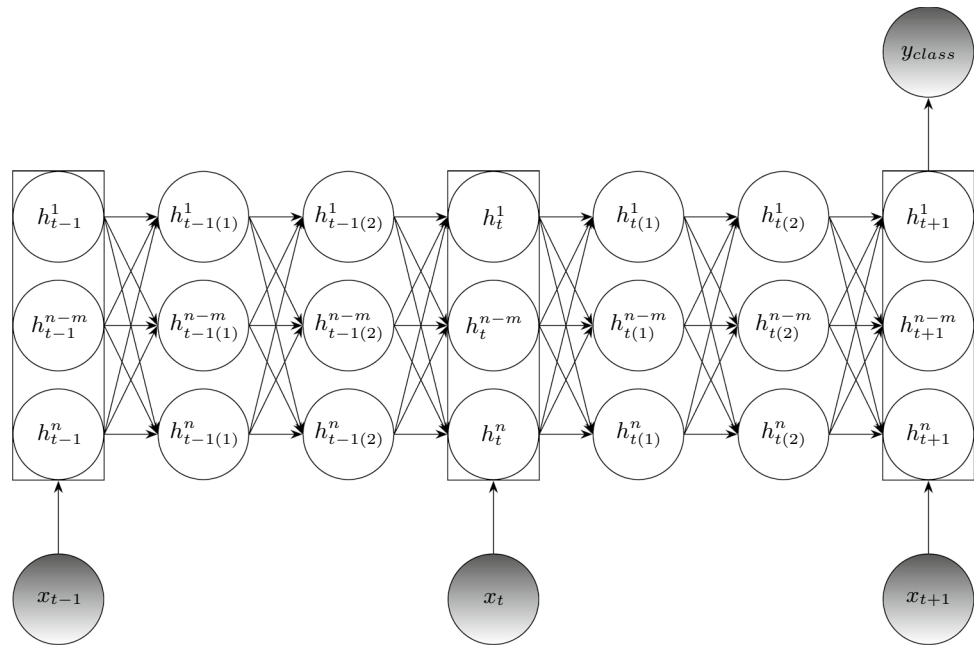 y_{class}
h^1_{t-1} h^1_{t-1(1)} h^1_{t-1(2)} h^1_t h^1_{t(1)} h^1_{t(2)} h^1_{t+1}
h^{n-m}_{t-1} h^{n-m}_{t-1(1)} h^{n-m}_{t-1(2)} h^{n-m}_t h^{n-m}_{t(1)} h^{n-m}_{t(2)} h^{n-m}_{t+1}
h^n_{t-1} h^n_{t-1(1)} h^n_{t-1(2)} h^n_t h^n_{t(1)} h^n_{t(2)} h^n_{t+1}
x_{t-1} x_t x_{t+1}